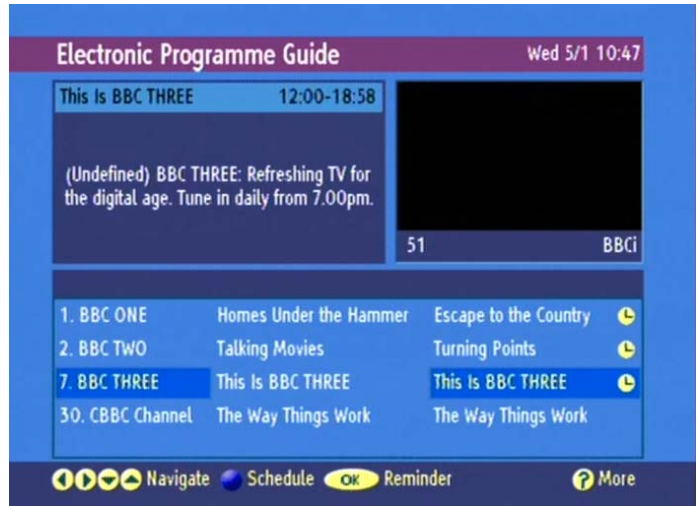 Electronic Programme Guide Wed 5/1 10:47
This Is BBC THREE 12:00-18:58
(Undefined) BBC THREE: Refreshing TV for
the digital age. Tune in daily from 7.00pm.
51 BBCi
1. BBC ONE Homes Under the Hammer Escape to the Country
2. BBC TWO Talking Movies Turning Points
7. BBC THREE This Is BBC THREE This Is BBC THREE
30. CBBC Channel The Way Things Work The Way Things Work
Navigate Schedule OK Reminder ? More